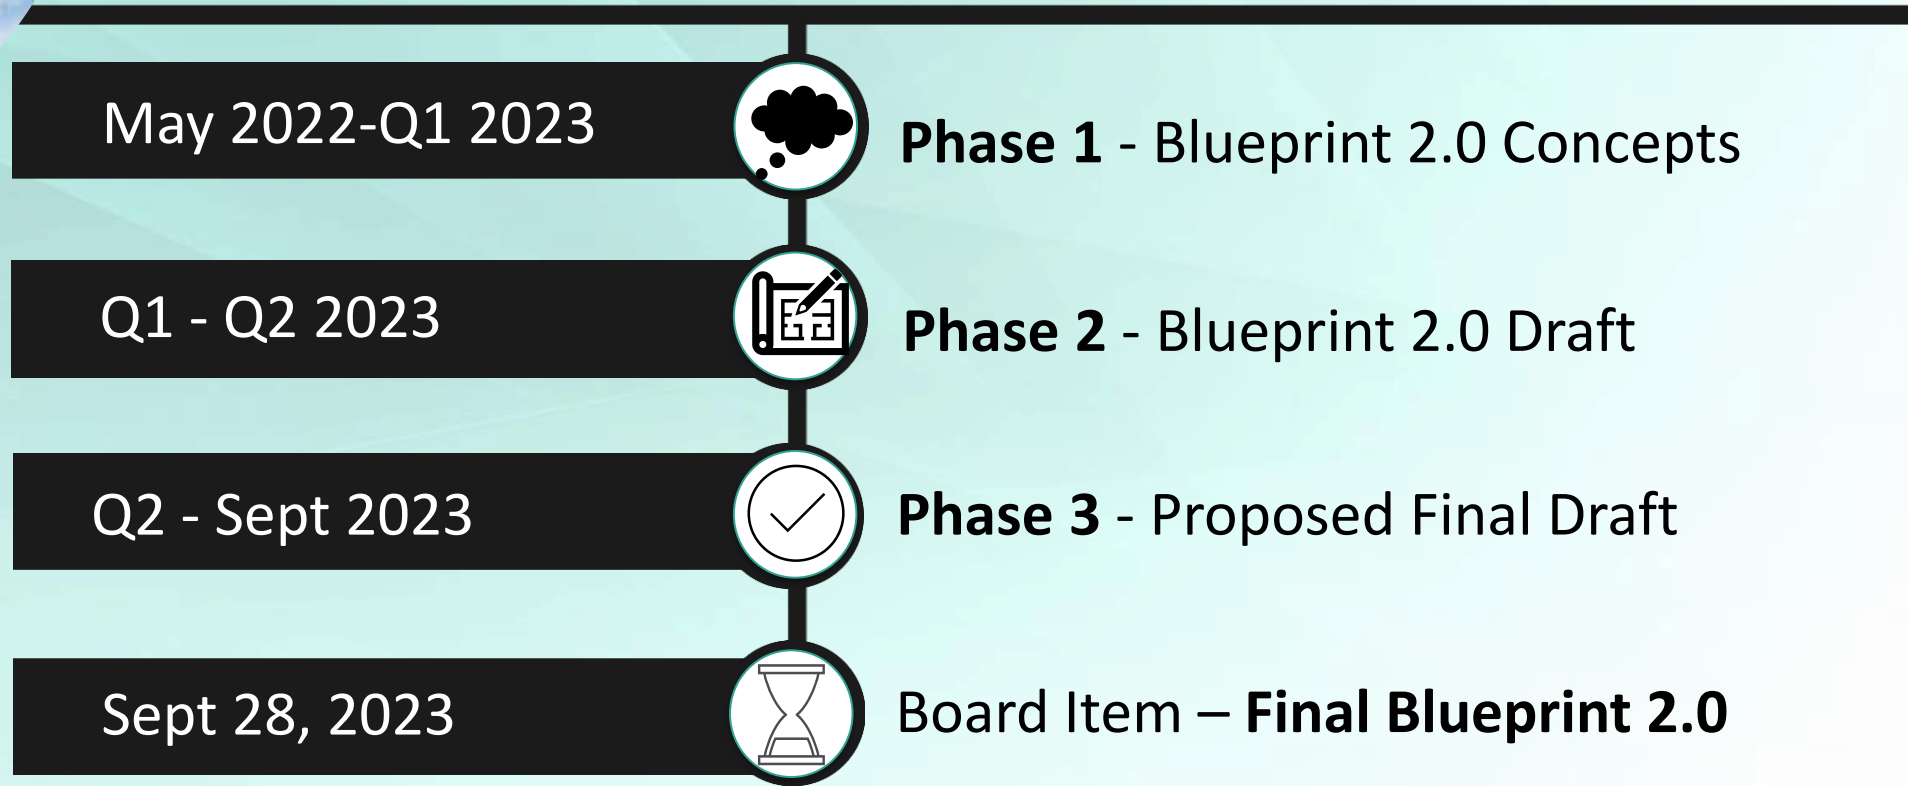 May 2022-Q1 2023
Phase 1 - Blueprint 2.0 Concepts
Q1 - Q2 2023
Phase 2 - Blueprint 2.0 Draft
Q2 - Sept 2023
Phase 3 - Proposed Final Draft
Sept 28, 2023
Board Item – Final Blueprint 2.0